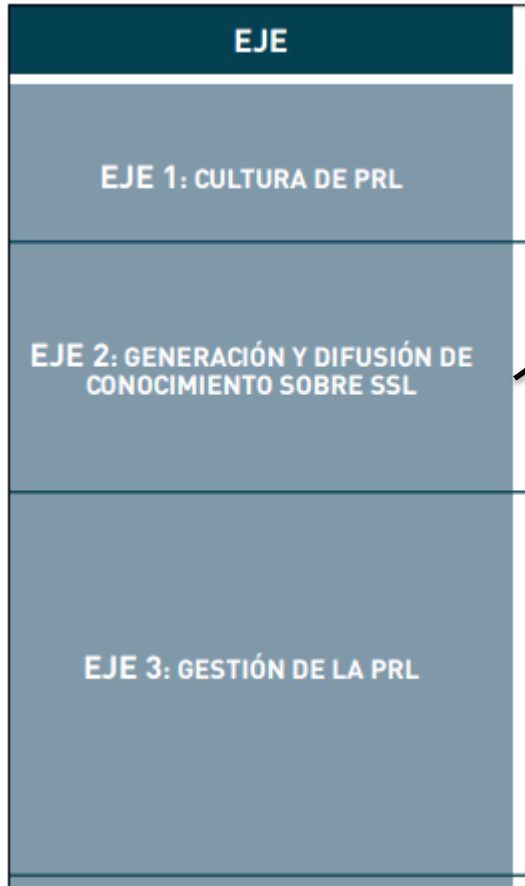 EJE
EJE 1: CULTURA DE PRL
EJE 2: GENERACIÓN Y DIFUSIÓN DE
CONOCIMIENTO SOBRE SSL
EJE 3: GESTIÓN DE LA PRL